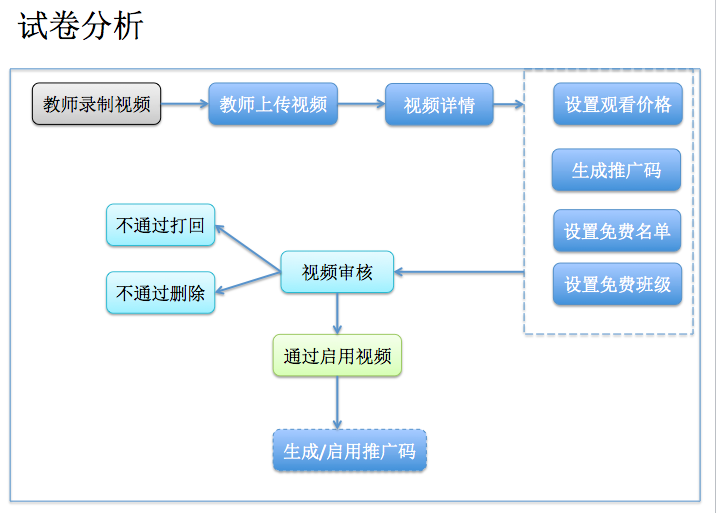 试卷分析
教师录制视频
教师上传视频
视频详情
设置观看价格
生成推广码
设置免费名单
设置免费班级
视频审核
不通过打回
不通过删除
通过启用视频
生成/启用推广码